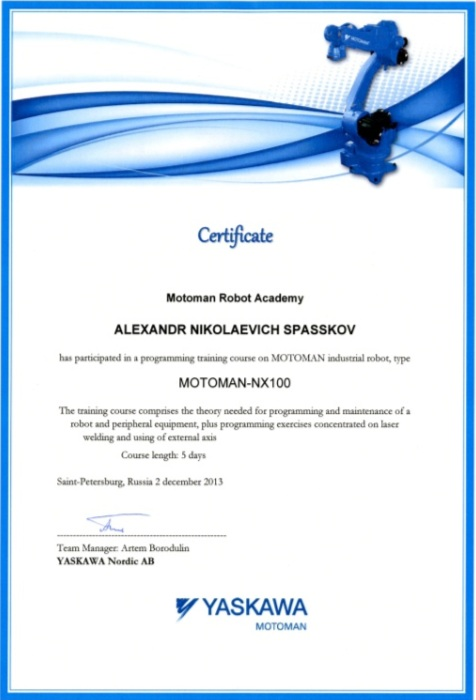 YASKAWA
MOTOMAN
Certificate
Motoman Robot Academy
ALEXANDR NIKOLAEVICH SPASSKOV
has participated in a programming training course on MOTOMAN industrial robot, type
MOTOMAN-NX100
The training course comprises the theory needed for programming and maintenance of a
robot and peripheral equipment, plus programming exercises concentrated on laser
welding and using of external axis
Course length: 5 days
Saint-Petersburg, Russia 2 december 2013
Team Manager: Artem Borodulin
YASKAWA Nordic AB
YASKAWA
MOTOMAN